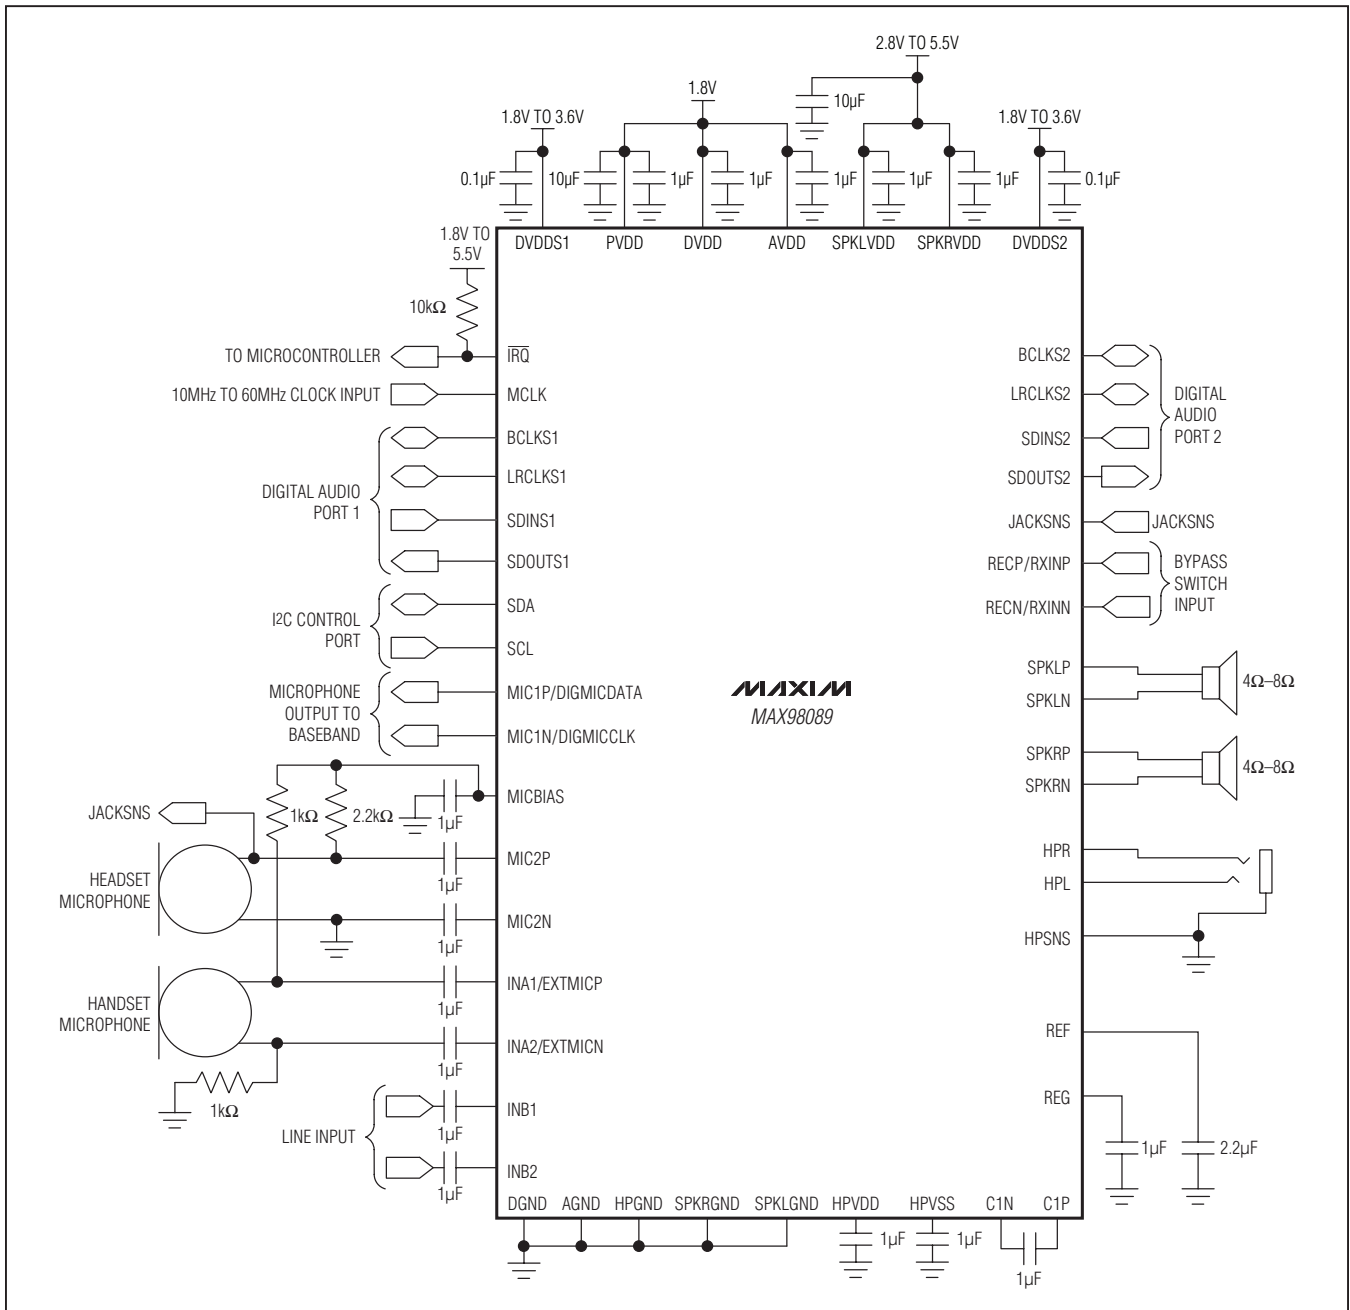 2.8V TO 5.5V
1.8V
10µF
1.8V TO 3.6V
1.8V TO 3.6V
0.1µF
10µF
1µF
1µF
1µF
1µF
1µF
0.1µF
1.8V TO
5.5V
DVDDS1
PVDD
DVDD
AVDD
SPKLVDD
SPKRVDD
DVDDS2
10kΩ
TO MICROCONTROLLER
IRQ
BCLKS2
10MHz TO 60MHz CLOCK INPUT
MCLK
LRCLKS2
DIGITAL
AUDIO
PORT 2
BCLKS1
SDINS2
LRCLKS1
SDOUTS2
DIGITAL AUDIO
PORT 1
SDINS1
JACKSNS
JACKSNS
SDOUTS1
RECP/RXINP
BYPASS
SWITCH
INPUT
SDA
RECN/RXINN
I²C CONTROL
PORT
SCL
SPKLP
4Ω–8Ω
SPKLN
MICROPHONE
OUTPUT TO
BASEBAND
MIC1P/DIGMICDATA
MAXIM
MAX98089
MIC1N/DIGMICCLK
SPKRP
4Ω–8Ω
SPKRN
MICBIAS
1µF
1kΩ
2.2kΩ
JACKSNS
MIC2P
1µF
HPR
HEADSET
MICROPHONE
HPL
MIC2N
1µF
HPSNS
INA1/EXTMICP
1µF
HANDSET
MICROPHONE
REF
INA2/EXTMICN
1µF
1kΩ
REG
INB1
1µF
LINE INPUT
1µF
2.2µF
INB2
1µF
DGND
AGND
HPGND
SPKRGND
SPKLGND
HPVDD
HPVSS
C1N
C1P
1µF
1µF
1µF